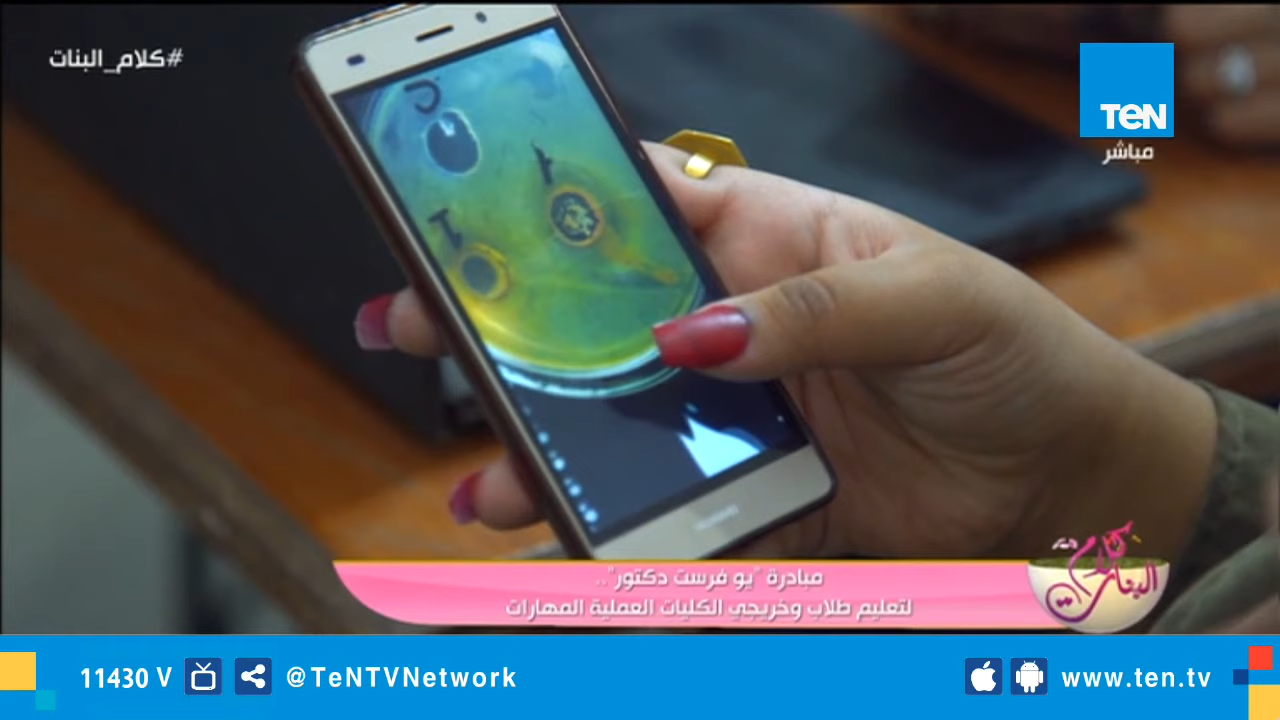 #كلام_البنات
TEN
مباشر
كلام
البنات
مبادرة "يو فرست دكتور"..
لتعليم طلاب وخريجي الكليات العملية المهارات
11430 V
@TeNTVNetwork
www.ten.tv